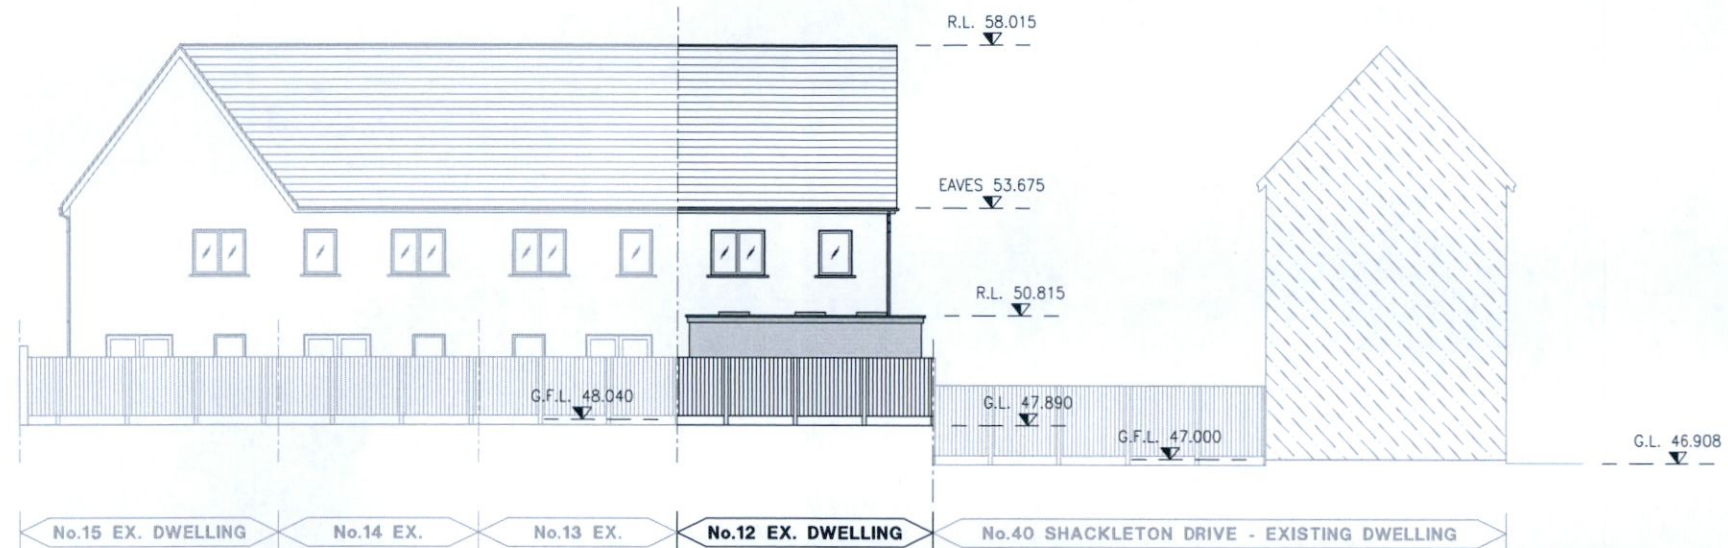 R.L. 58.015
EAVES 53.675
R.L. 50.815
G.F.L. 48.040
G.L. 47.890
G.F.L. 47.000
G.L. 46.908
No.15 EX. DWELLING
No.14 EX.
No.13 EX.
No.12 EX. DWELLING
No.40 SHACKLETON DRIVE - EXISTING DWELLING